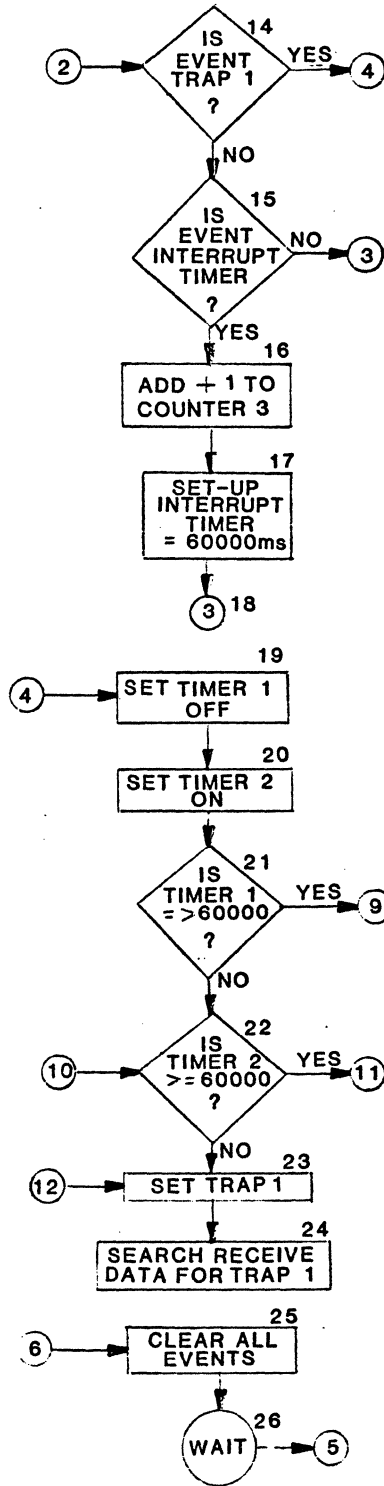 14
IS
EVENT
TRAP 1
?
2
YES
4
NO
15
IS
EVENT
INTERRUPT
TIMER
?
NO
3
YES
16
ADD + 1 TO
COUNTER 3
17
SET-UP
INTERRUPT
TIMER
= 60000ms
3
18
19
4
SET TIMER 1
OFF
20
SET TIMER 2
ON
21
IS
TIMER 1
=>60000
?
YES
9
NO
22
IS
TIMER 2
>=60000
?
10
YES
11
NO
23
12
SET TRAP 1
24
SEARCH RECEIVE
DATA FOR TRAP 1
25
6
CLEAR ALL
EVENTS
26
WAIT
5